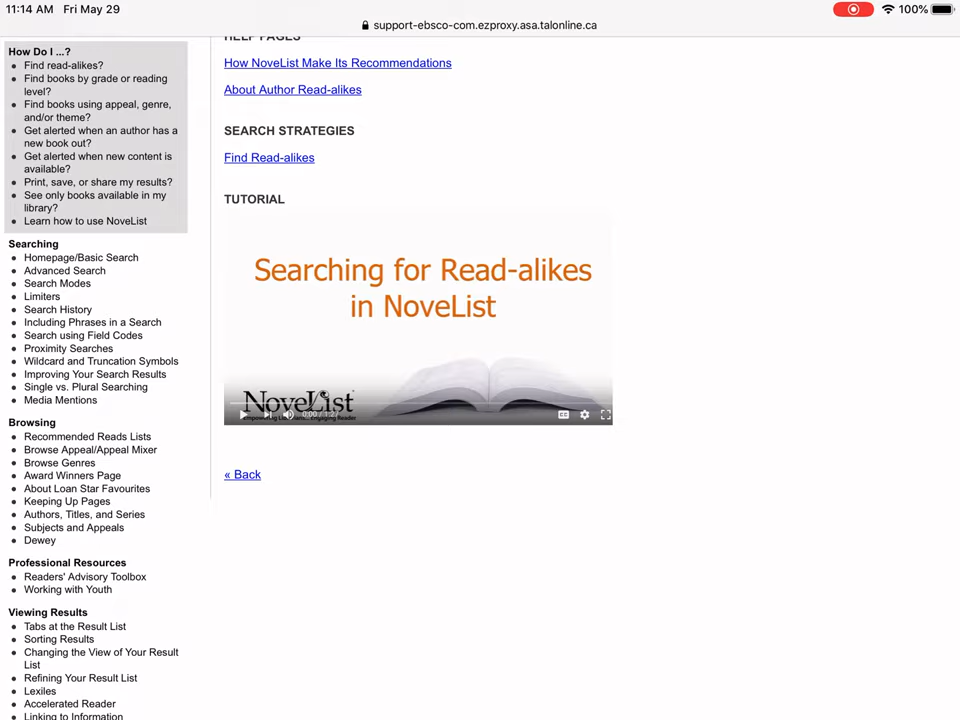 11:14 AM Fri May 29
100%
support-ebsco-com.ezproxy.asa.talonline.ca
How Do I ...?
Find read-alikes?
Find books by grade or reading
level?
Find books using appeal, genre,
and/or theme?
Get alerted when an author has a
new book out?
Get alerted when new content is
available?
Print, save, or share my results?
See only books available in my
library?
Learn how to use NoveList
Searching
Homepage/Basic Search
Advanced Search
Search Modes
Limiters
Search History
Including Phrases in a Search
Search using Field Codes
Proximity Searches
Wildcard and Truncation Symbols
Improving Your Search Results
Single vs. Plural Searching
Media Mentions
Browsing
Recommended Reads Lists
Browse Appeal/Appeal Mixer
Browse Genres
Award Winners Page
About Loan Star Favourites
Keeping Up Pages
Authors, Titles, and Series
Subjects and Appeals
Dewey
Professional Resources
Readers' Advisory Toolbox
Working with Youth
Viewing Results
Tabs at the Result List
Sorting Results
Changing the View of Your Result
List
Refining Your Result List
Lexiles
Accelerated Reader
Linking to Information
HELP PAGES
How NoveList Make Its Recommendations
About Author Read-alikes
SEARCH STRATEGIES
Find Read-alikes
TUTORIAL
Searching for Read-alikes
in NoveList
NoveList
CC
« Back